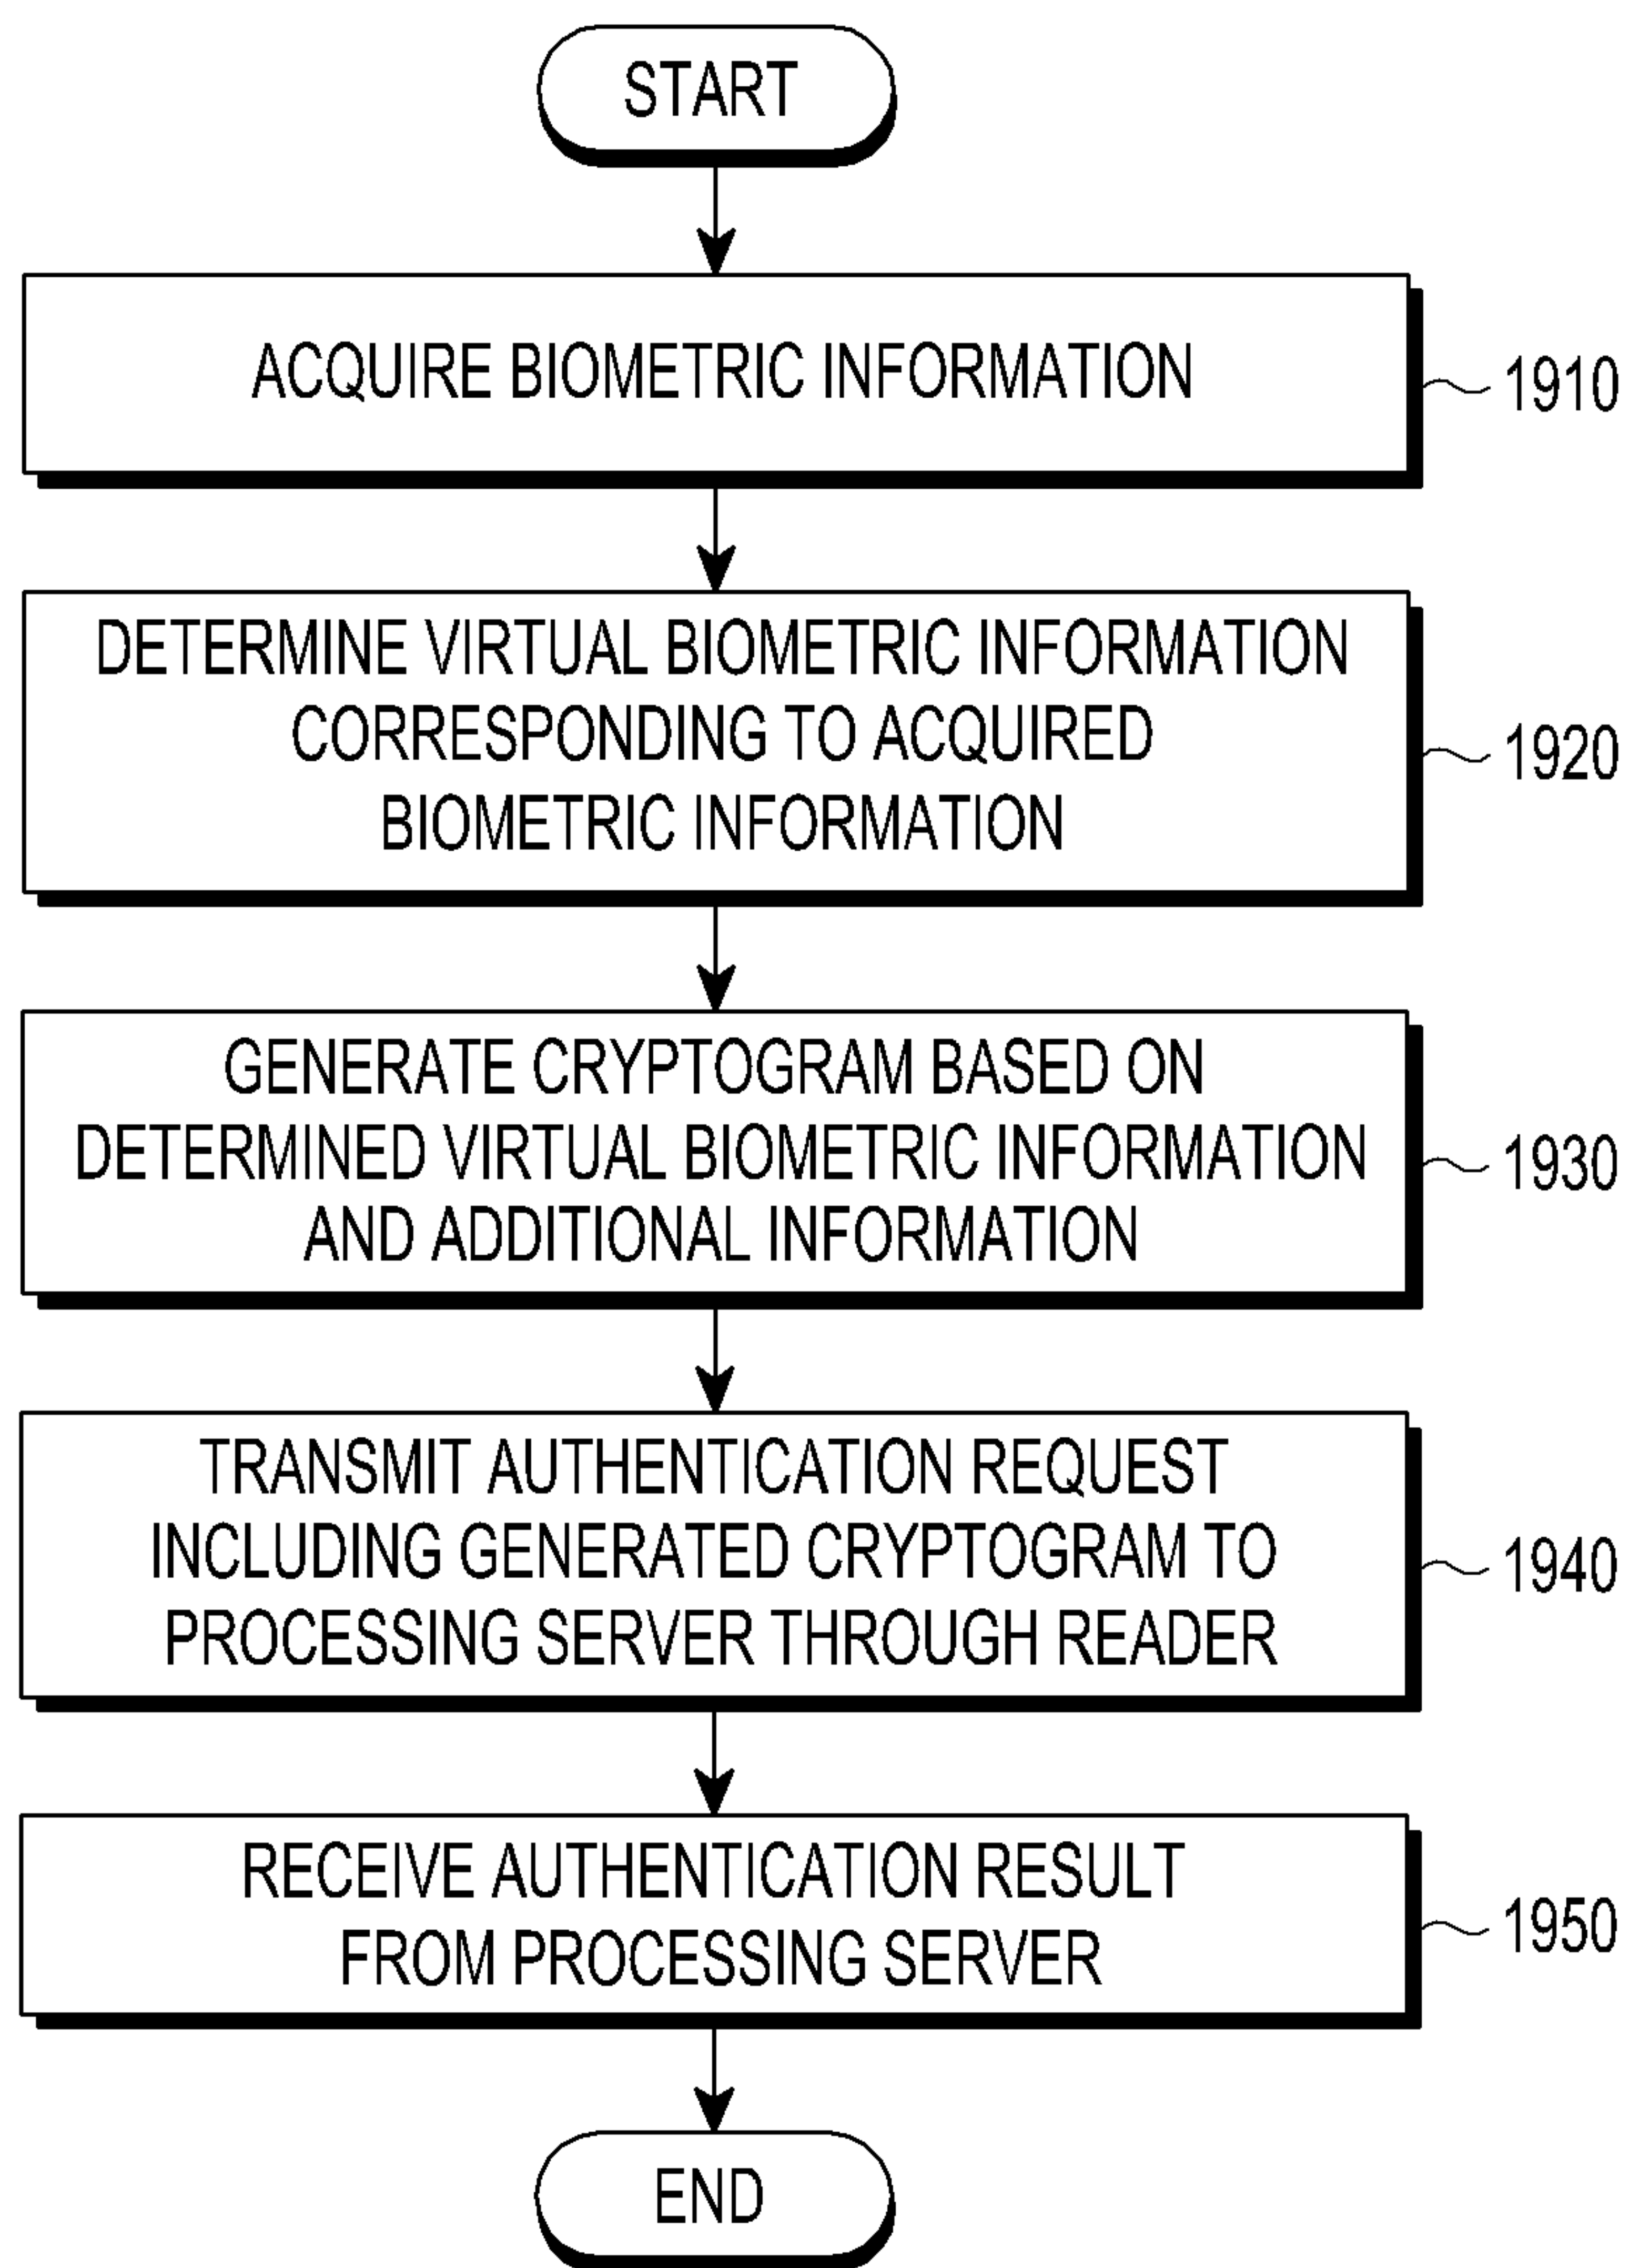 START
ACQUIRE BIOMETRIC INFORMATION
1910
DETERMINE VIRTUAL BIOMETRIC INFORMATION
CORRESPONDING TO ACQUIRED
BIOMETRIC INFORMATION
1920
GENERATE CRYPTOGRAM BASED ON
DETERMINED VIRTUAL BIOMETRIC INFORMATION
AND ADDITIONAL INFORMATION
1930
TRANSMIT AUTHENTICATION REQUEST
INCLUDING GENERATED CRYPTOGRAM TO
PROCESSING SERVER THROUGH READER
1940
RECEIVE AUTHENTICATION RESULT
FROM PROCESSING SERVER
1950
END